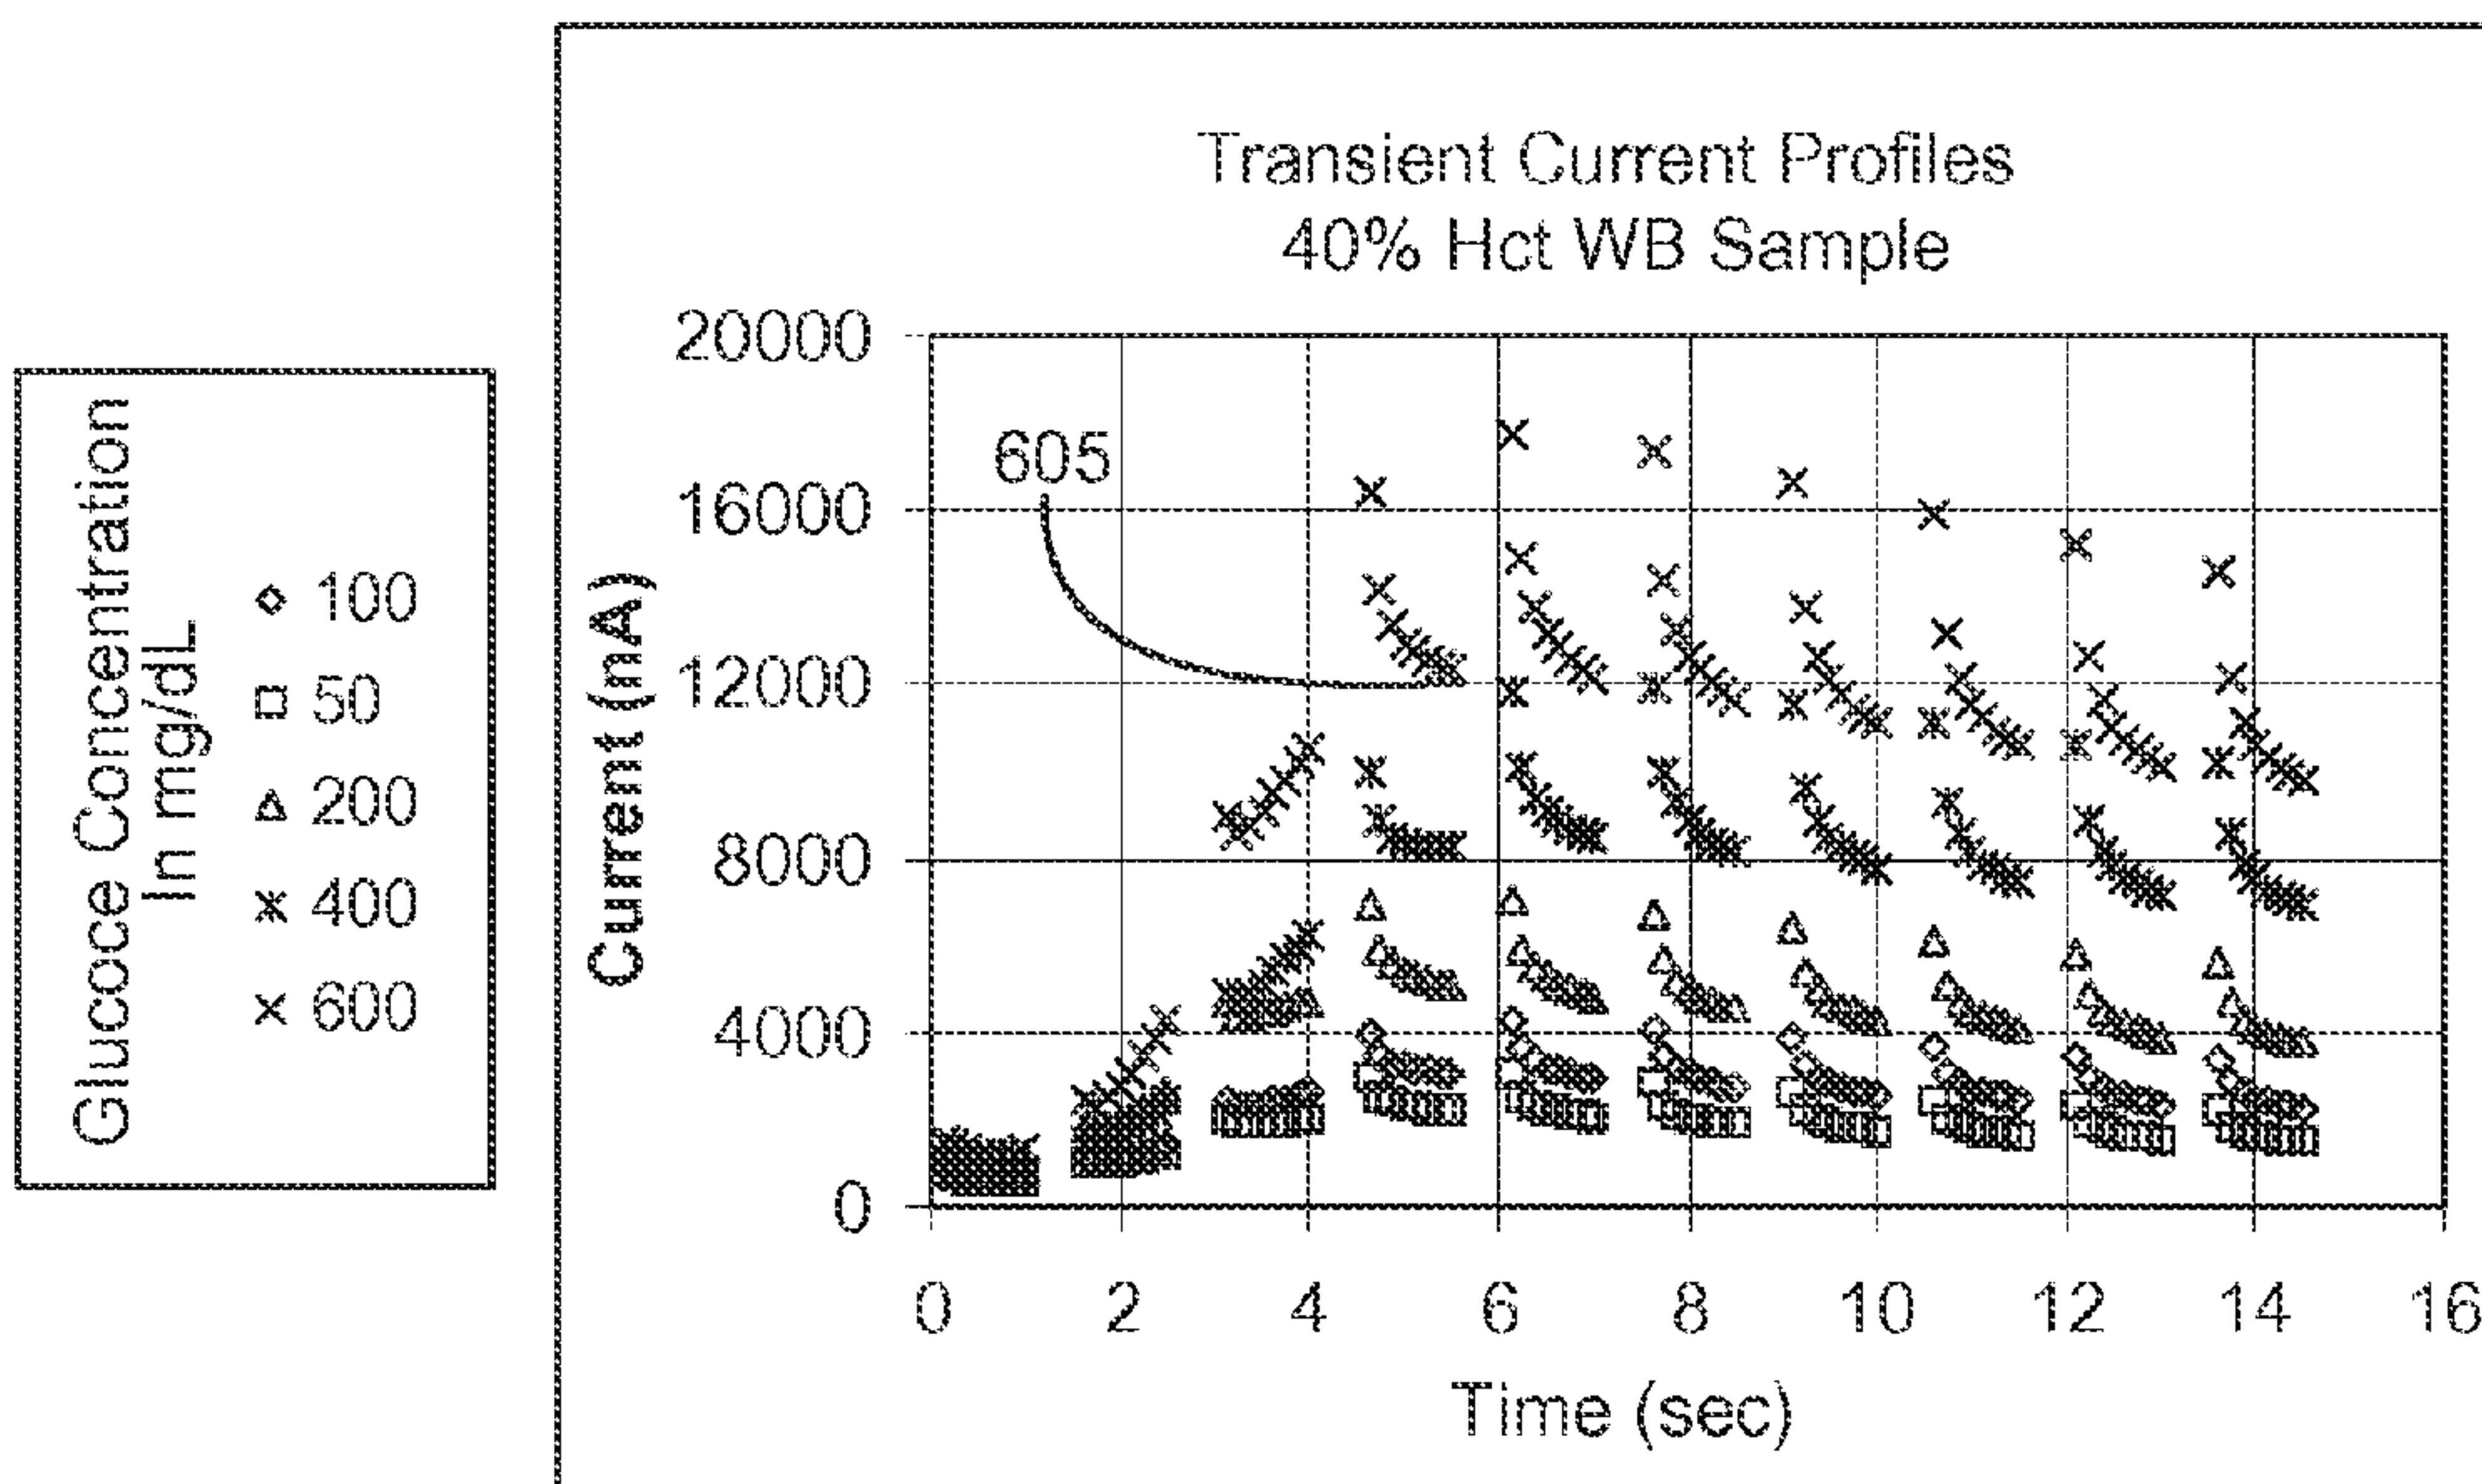 Glucoce Concentration
In mg/dL
100
50
200
400
600
Transient Current Profiles
40% Hct WB Sample
605
Current (nA)
20000
16000
12000
8000
4000
0
0 2 4 6 8 10 12 14 16
Time (sec)